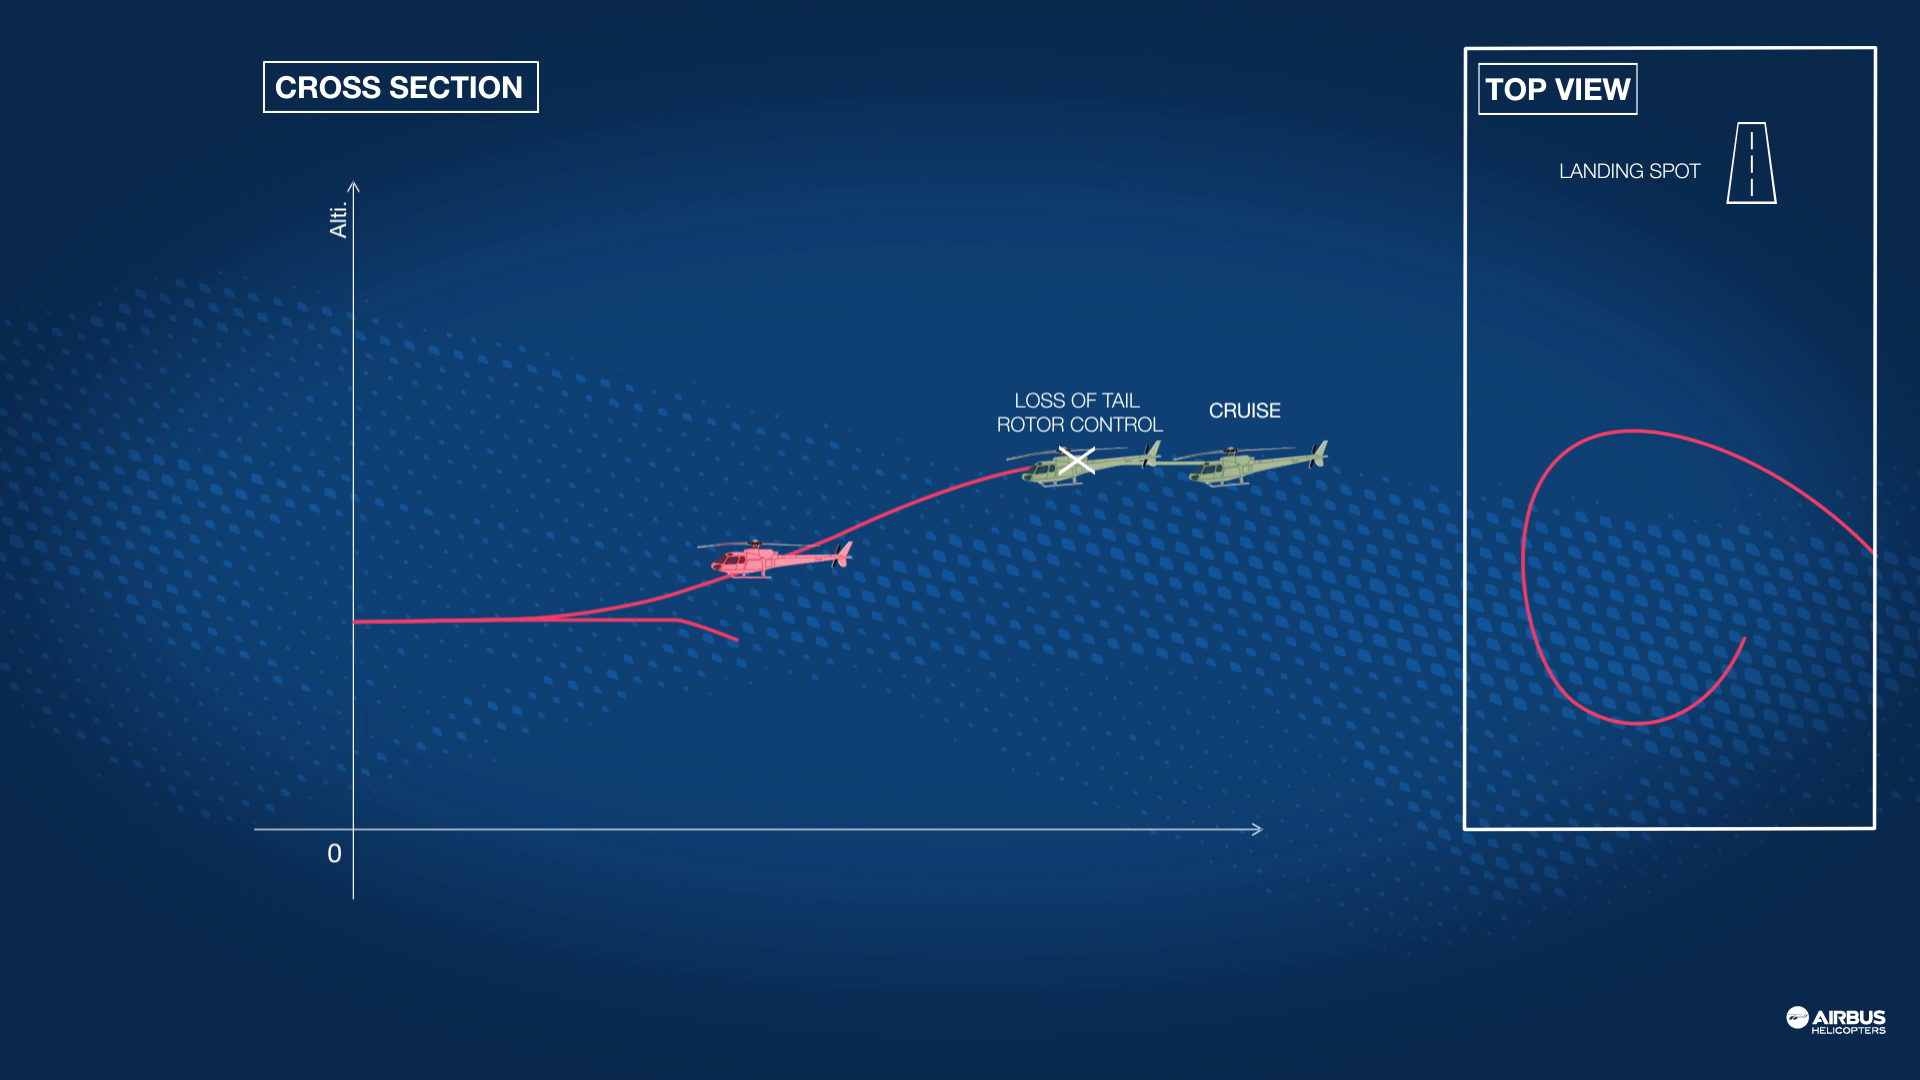 CROSS SECTION
TOP VIEW
LANDING SPOT
Alti.
LOSS OF TAIL
ROTOR CONTROL
CRUISE
0
AIRBUS
HELICOPTERS